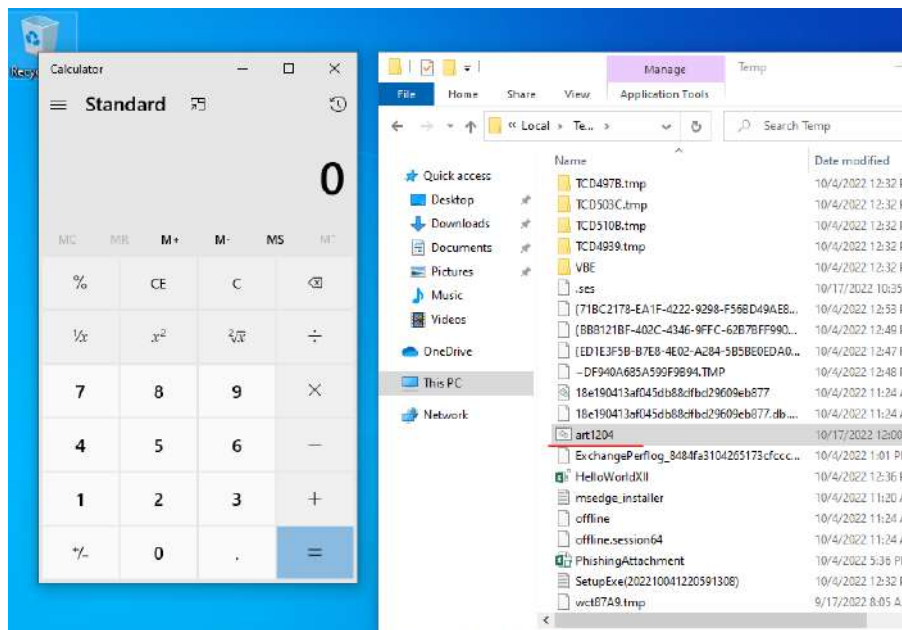 Calculator
Standard
0
MC MR M+ M- MS
% CE C
¹/x x² ²√x ÷
7 8 9 ×
4 5 6 −
1 2 3 +
+/- 0 . =
Manage Temp
File Home Share View Application Tools
« Local > Te... > Search Temp
Name Date modified
Quick access
Desktop
Downloads
Documents
Pictures
Music
Videos
OneDrive
This PC
Network
TCD497B.tmp 10/4/2022 12:32
TCD503C.tmp 10/4/2022 12:32
TCD510B.tmp 10/4/2022 12:32
TCD4939.tmp 10/4/2022 12:32
VBE 10/4/2022 12:32
.ses 10/17/2022 10:35
{71BC2178-EA1F-4222-9298-F56BD49AE8... 10/4/2022 12:53
{BB8121BF-402C-4346-9FFC-62B7BFF990... 10/4/2022 12:49
{ED1E3F5B-B7E8-4E02-A284-5B5BE0EDA0... 10/4/2022 12:47
~DF940A685A599F9B94.TMP 10/4/2022 12:48
18e190413af045db88dfbd29609eb877 10/4/2022 11:24
18e190413af045db88dfbd29609eb877.db.... 10/4/2022 11:24
art1204 10/17/2022 12:00
ExchangePerflog_8484fa3104265173cfccc... 10/4/2022 1:01 P
HelloWorldXll 10/4/2022 12:36
msedge_installer 10/4/2022 11:20
offline 10/4/2022 11:24
offline.session64 10/4/2022 11:24
PhishingAttachment 10/4/2022 5:36 P
SetupExe(202210041220591308) 10/4/2022 12:32
wct87A9.tmp 9/17/2022 8:05 A